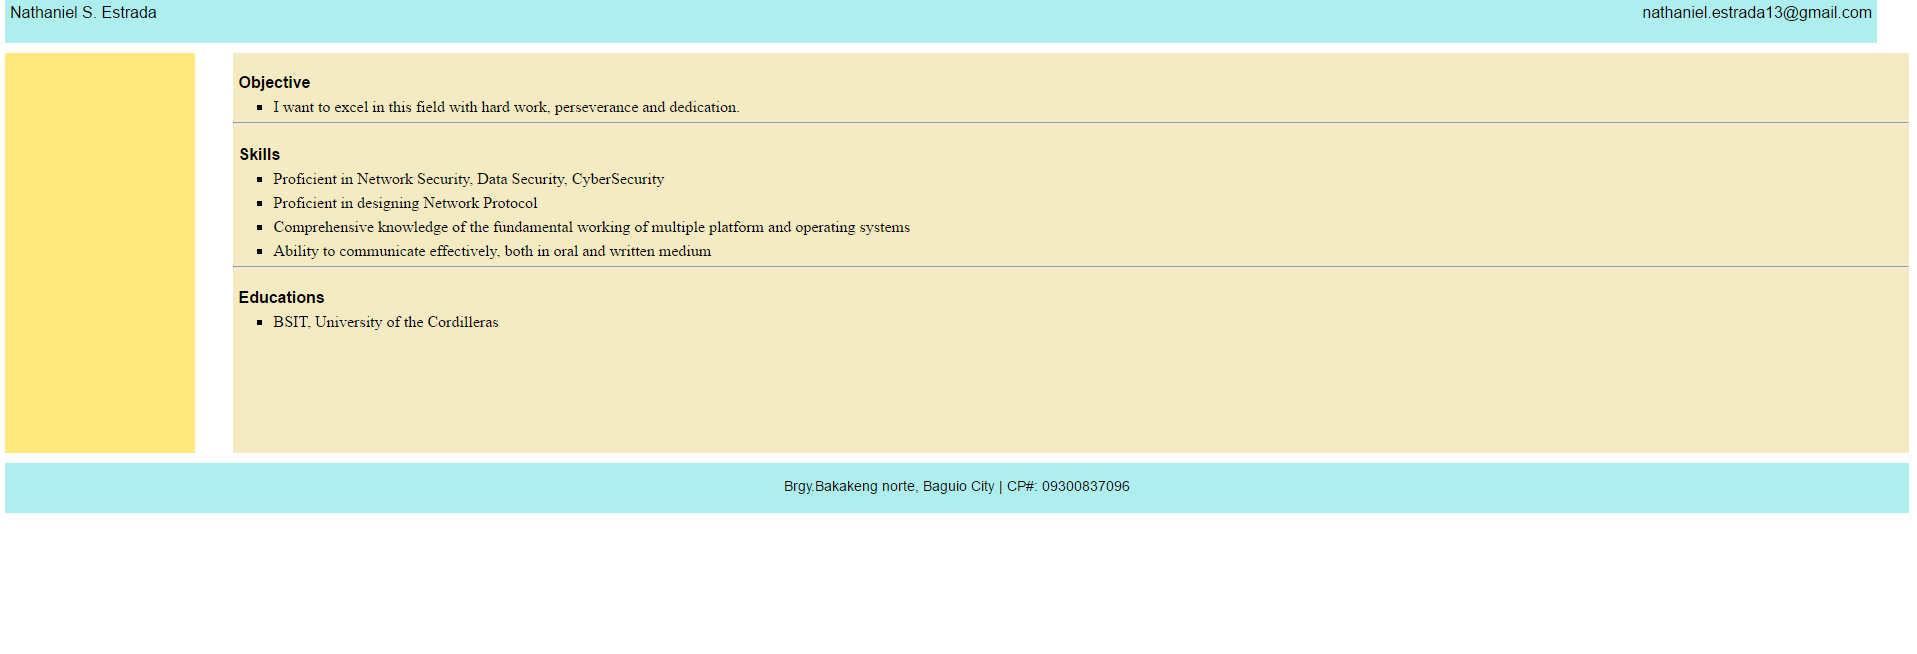 Nathaniel S. Estrada
nathaniel.estrada13@gmail.com
Objective
I want to excel in this field with hard work, perseverance and dedication.
Skills
Proficient in Network Security, Data Security, CyberSecurity
Proficient in designing Network Protocol
Comprehensive knowledge of the fundamental working of multiple platform and operating systems
Ability to communicate effectively, both in oral and written medium
Educations
BSIT, University of the Cordilleras
Brgy.Bakakeng norte, Baguio City | CP#: 09300837096